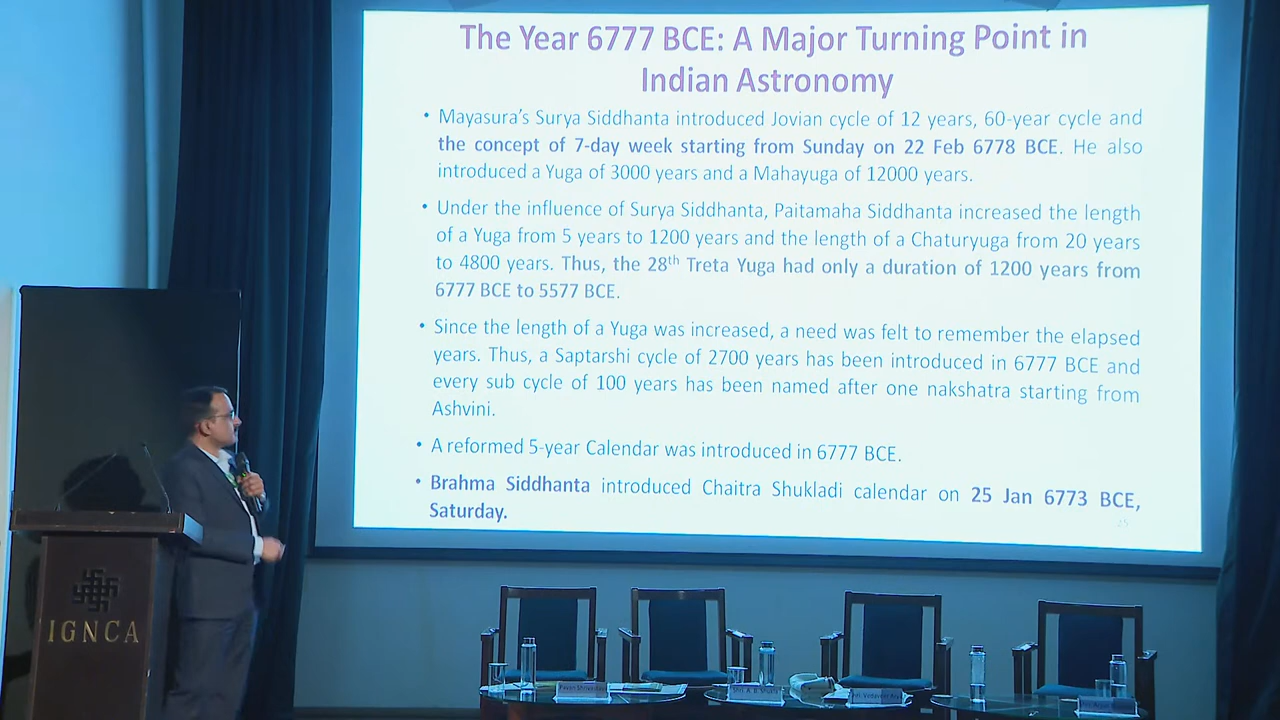 The Year 6777 BCE: A Major Turning Point in
Indian Astronomy
• Mayasura's Surya Siddhanta introduced Jovian cycle of 12 years, 60-year cycle and
the concept of 7-day week starting from Sunday on 22 Feb 6778 BCE. He also
introduced a Yuga of 3000 years and a Mahayuga of 12000 years.
• Under the influence of Surya Siddhanta, Paitamaha Siddhanta increased the length
of a Yuga from 5 years to 1200 years and the length of a Chaturyuga from 20 years
to 4800 years. Thus, the 28th Treta Yuga had only a duration of 1200 years from
6777 BCE to 5577 BCE.
• Since the length of a Yuga was increased, a need was felt to remember the elapsed
years. Thus, a Saptarshi cycle of 2700 years has been introduced in 6777 BCE and
every sub cycle of 100 years has been named after one nakshatra starting from
Ashvini.
• A reformed 5-year Calendar was introduced in 6777 BCE.
• Brahma Siddhanta introduced Chaitra Shukladi calendar on 25 Jan 6773 BCE,
Saturday.
IGNCA